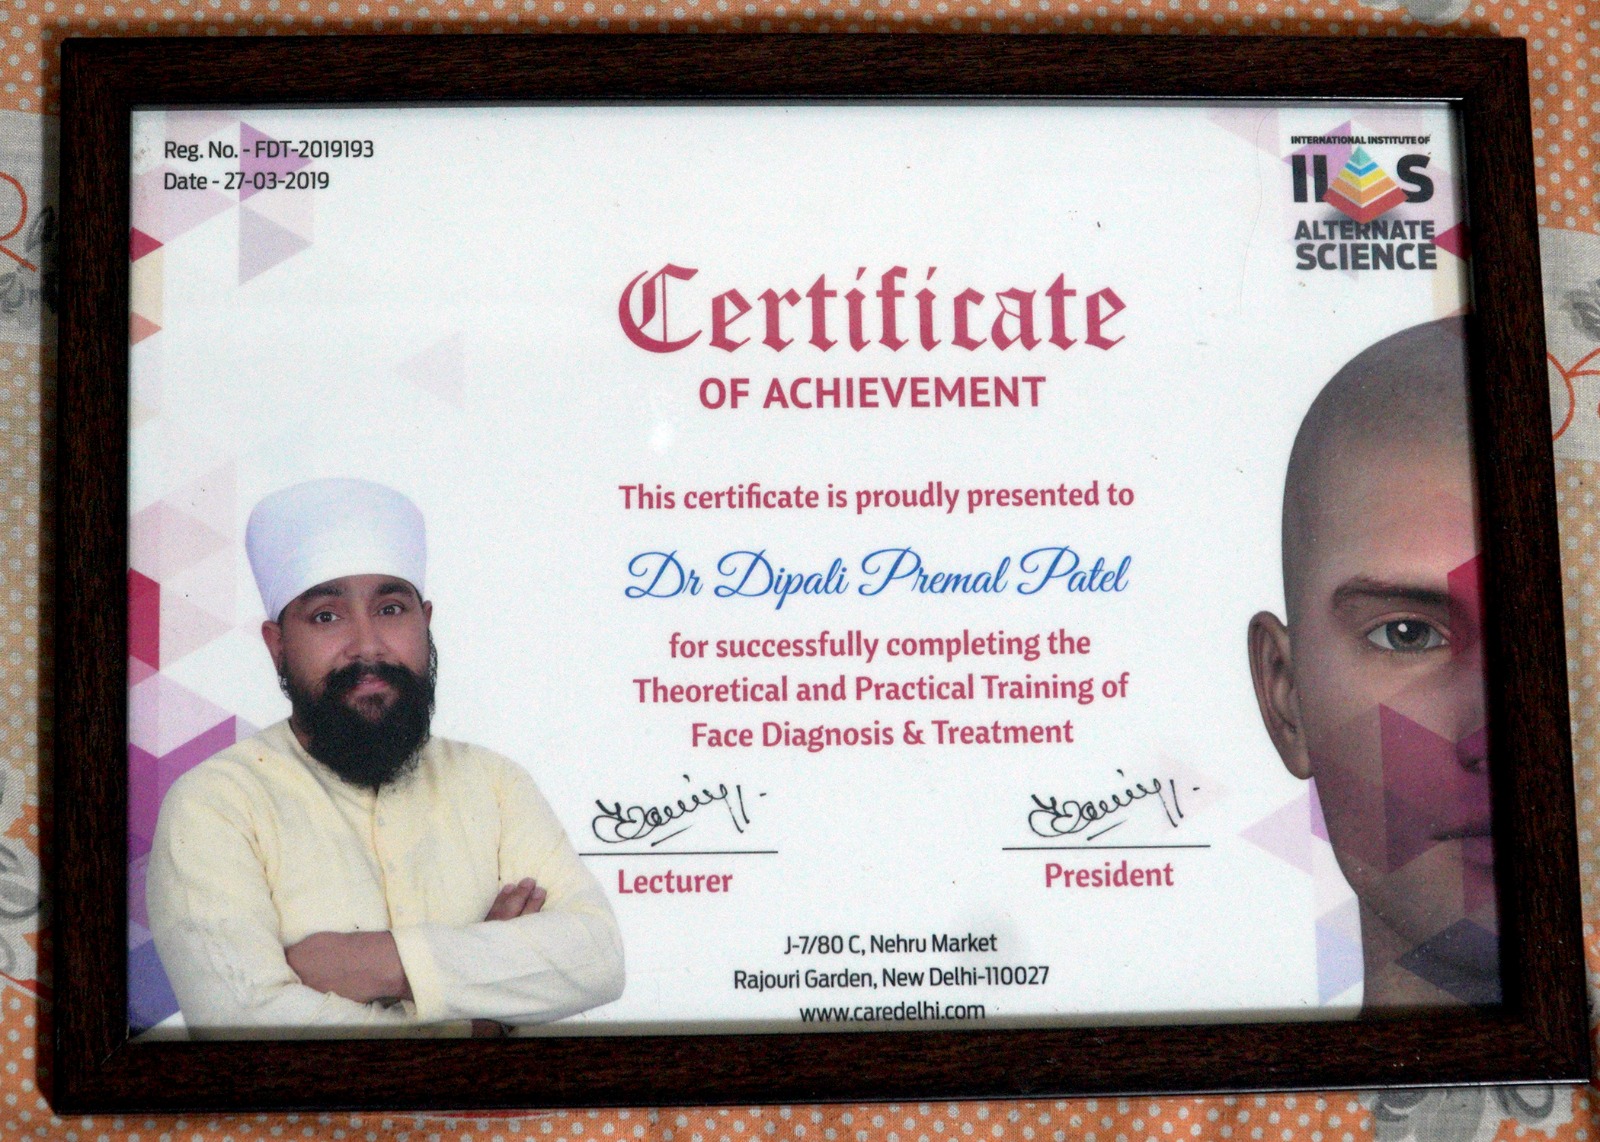 Reg. No. - FDT-2019193
Date - 27-03-2019
INTERNATIONAL INSTITUTE OF
IIAS
ALTERNATE
SCIENCE
Certificate
OF ACHIEVEMENT
This certificate is proudly presented to
Dr Dipali Premal Patel
for successfully completing the
Theoretical and Practical Training of
Face Diagnosis & Treatment
Lecturer
President
J-7/80 C, Nehru Market
Rajouri Garden, New Delhi-110027
www.caredelhi.com